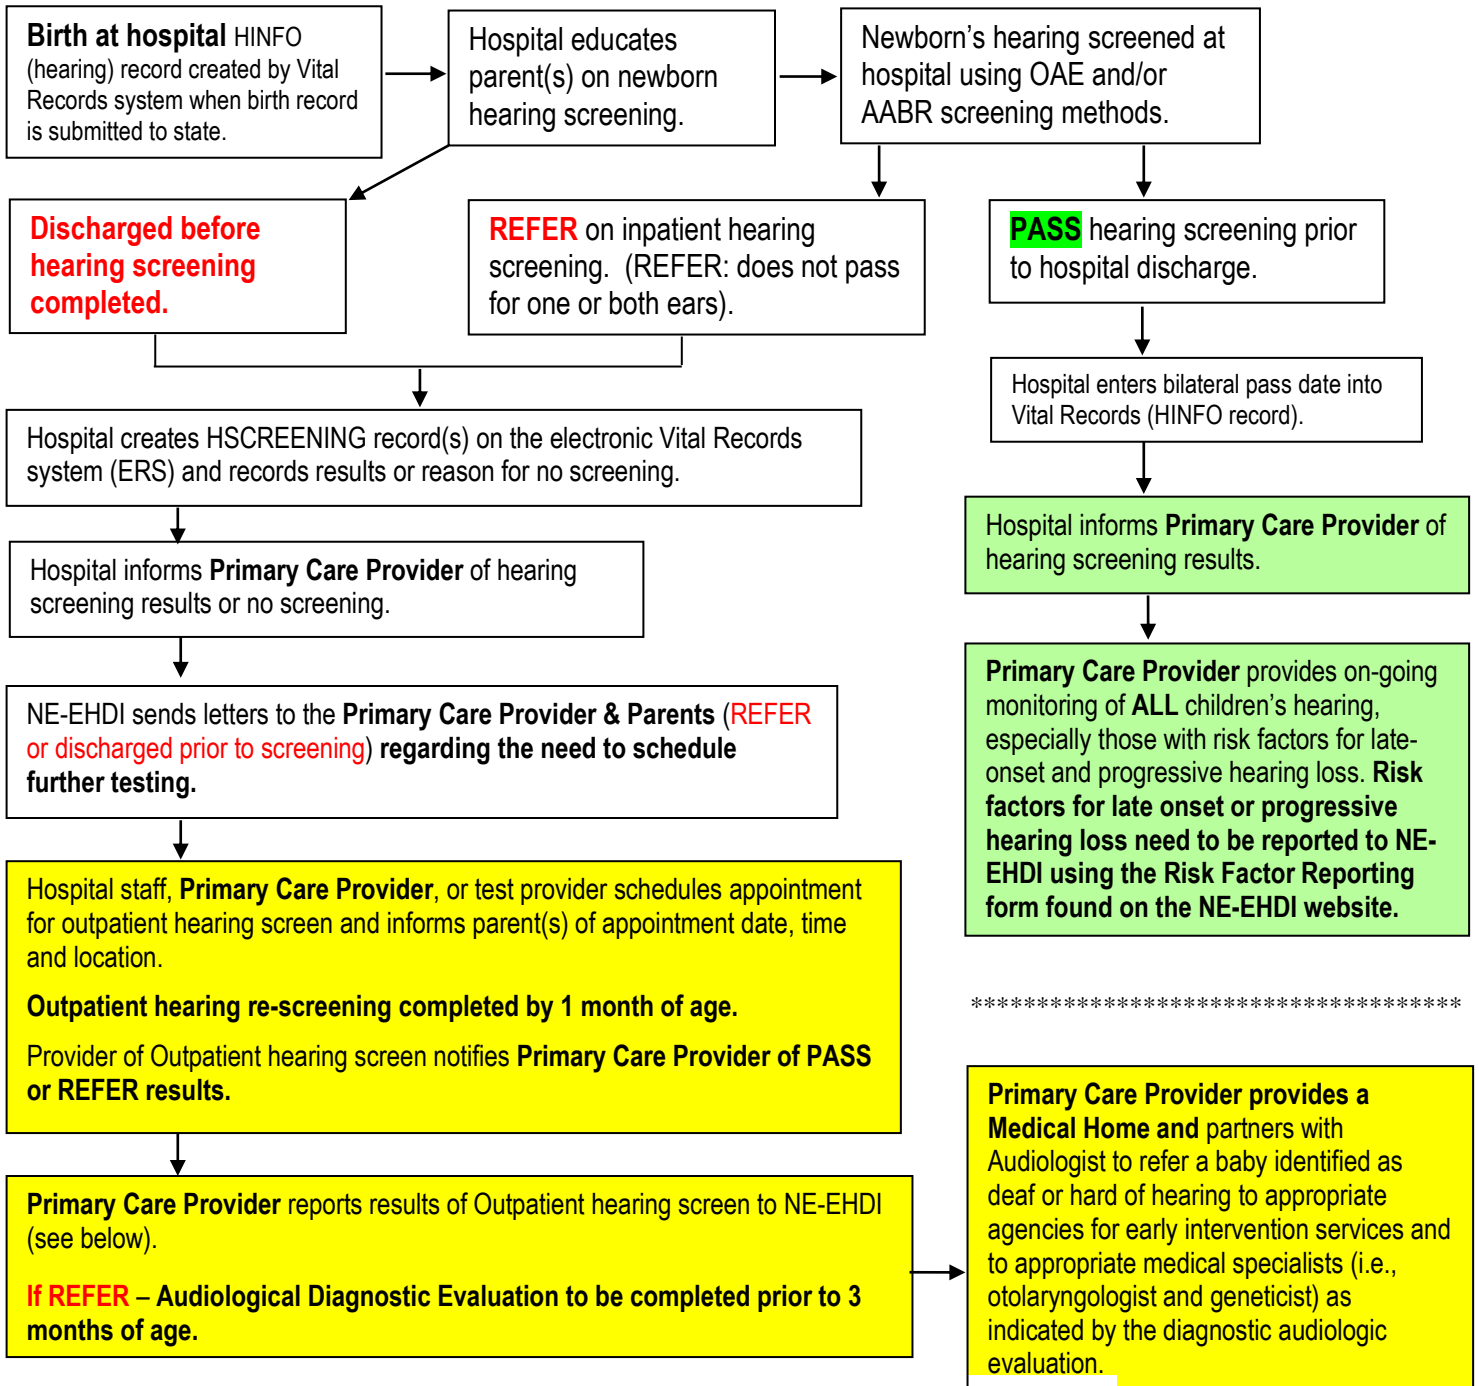 Birth at hospital HINFO
(hearing) record created by Vital
Records system when birth record
is submitted to state.
Hospital educates
parent(s) on newborn
hearing screening.
Newborn’s hearing screened at
hospital using OAE and/or
AABR screening methods.
Discharged before
hearing screening
completed.
REFER on inpatient hearing
screening.  (REFER: does not pass
for one or both ears).
PASS hearing screening prior
to hospital discharge.
Hospital enters bilateral pass date into
Vital Records (HINFO record).
Hospital creates HSCREENING record(s) on the electronic Vital Records
system (ERS) and records results or reason for no screening.
Hospital informs Primary Care Provider of
hearing screening results.
Hospital informs Primary Care Provider of hearing
screening results or no screening.
Primary Care Provider provides on-going
monitoring of ALL children’s hearing,
especially those with risk factors for late-
onset and progressive hearing loss. Risk
factors for late onset or progressive
hearing loss need to be reported to NE-
EHDI using the Risk Factor Reporting
form found on the NE-EHDI website.
NE-EHDI sends letters to the Primary Care Provider & Parents (REFER
or discharged prior to screening) regarding the need to schedule
further testing.
Hospital staff, Primary Care Provider, or test provider schedules appointment
for outpatient hearing screen and informs parent(s) of appointment date, time
and location.
Outpatient hearing re-screening completed by 1 month of age.
Provider of Outpatient hearing screen notifies Primary Care Provider of PASS
or REFER results.
*************************************
Primary Care Provider reports results of Outpatient hearing screen to NE-EHDI
(see below).
If REFER – Audiological Diagnostic Evaluation to be completed prior to 3
months of age.
Primary Care Provider provides a
Medical Home and partners with
Audiologist to refer a baby identified as
deaf or hard of hearing to appropriate
agencies for early intervention services and
to appropriate medical specialists (i.e.,
otolaryngologist and geneticist) as
indicated by the diagnostic audiologic
evaluation.